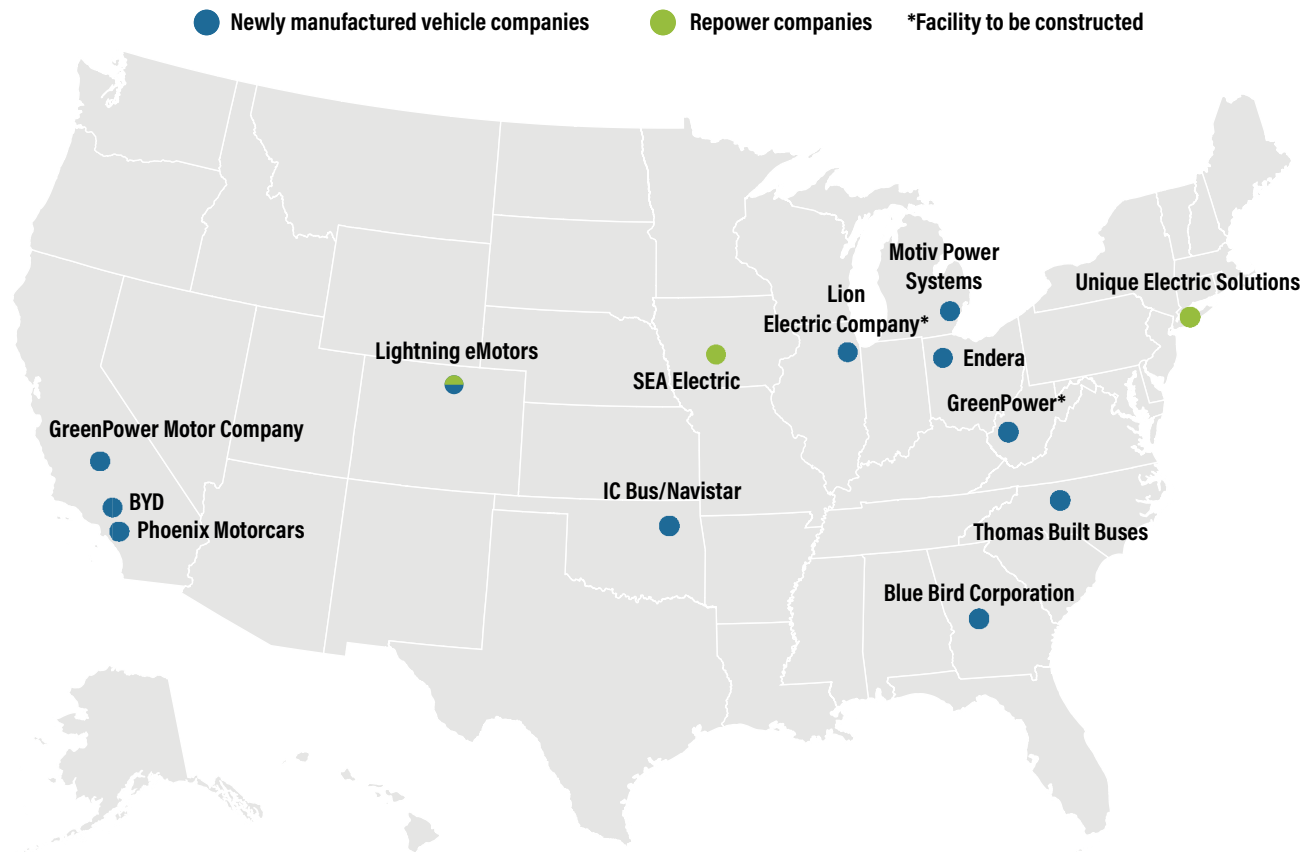 Newly manufactured vehicle companies
Repower companies
*Facility to be constructed
Motiv Power
Systems
Unique Electric Solutions
Lion
Electric Company*
Lightning eMotors
SEA Electric
Endera
GreenPower*
GreenPower Motor Company
IC Bus/Navistar
BYD
Phoenix Motorcars
Thomas Built Buses
Blue Bird Corporation